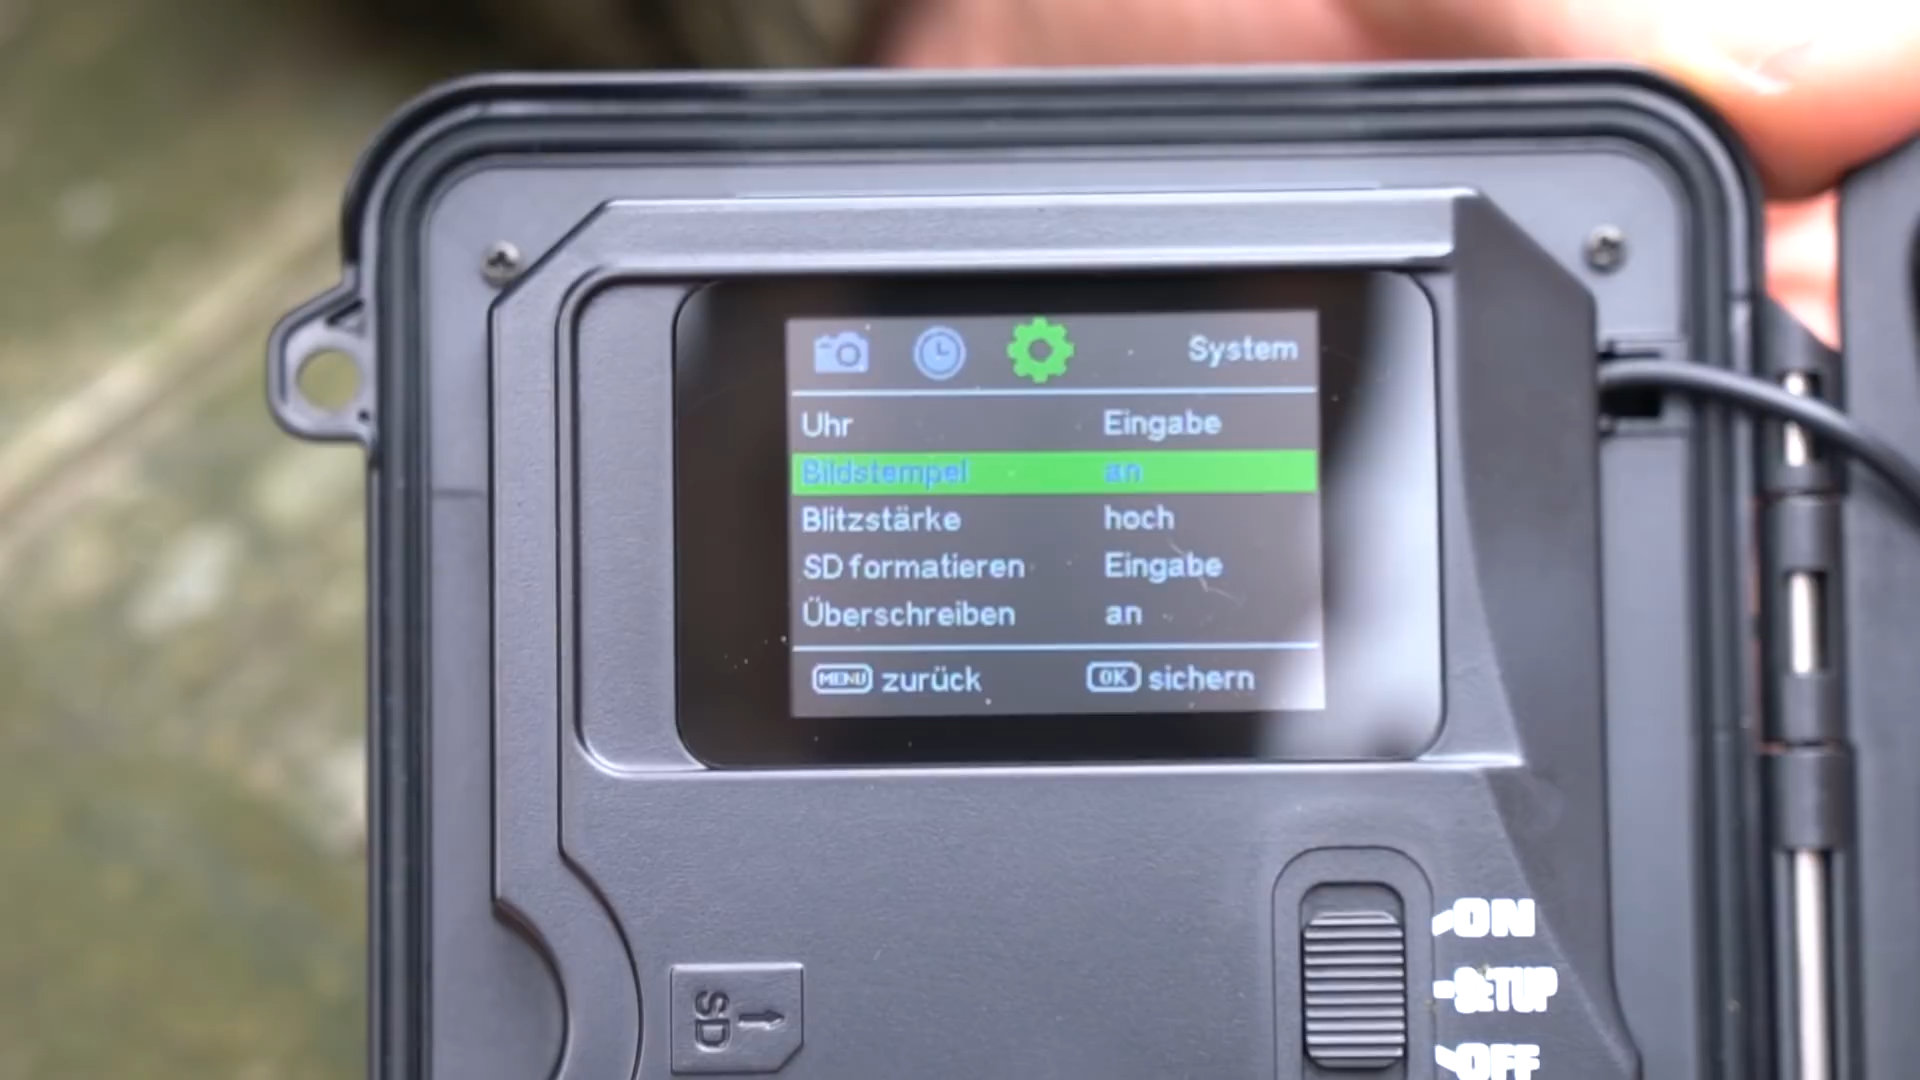 System
Uhr Eingabe
Bildstempel an
Blitzstärke hoch
SD formatieren Eingabe
Überschreiben an
MENU zurück OK sichern
ON
SETUP
OFF
SD